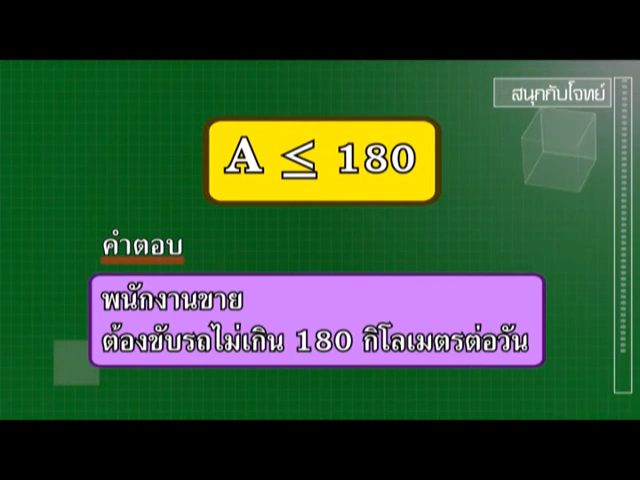 สนุกกับโจทย์
A ≤ 180
คำตอบ
พนักงานขาย
ต้องขับรถไม่เกิน 180 กิโลเมตรต่อวัน